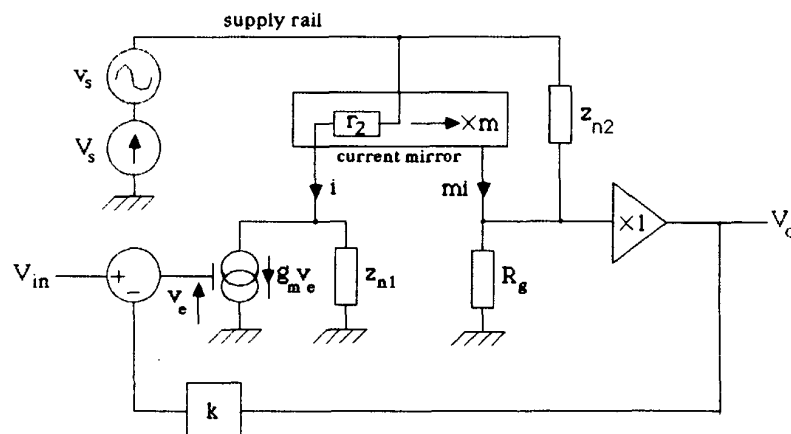 supply rail
v_s
V_s
r_2
×m
current mirror
z_n2
i
mi
×1
V_o
V_in
+
−
v_e
g_m v_e
z_n1
R_g
k